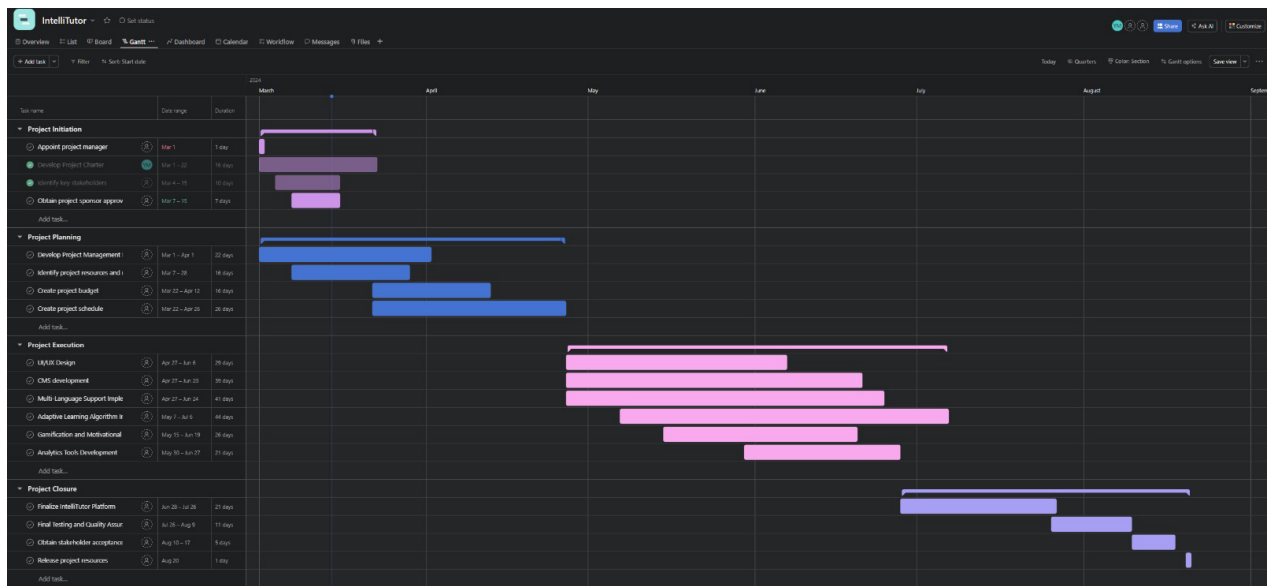 IntelliTutor Set status
Share Ask AI Customize
Overview List Board Gantt ··· Dashboard Calendar Workflow Messages Files +
+ Add task Filter Sort: Start date Today Quarters Color: Section Gantt options Save view ···
2024
March April May June July August Septem
Task name Date range Duration
Project Initiation
Appoint project manager Mar 1 1 day
Develop Project Charter Mar 1 – 22 16 days
Identify key stakeholders Mar 4 – 15 10 days
Obtain project sponsor approv Mar 7 – 15 7 days
Add task...
Project Planning
Develop Project Management Mar 1 – Apr 1 22 days
Identify project resources and Mar 7 – 28 16 days
Create project budget Mar 22 – Apr 12 16 days
Create project schedule Mar 22 – Apr 26 26 days
Add task...
Project Execution
UI/UX Design Apr 27 – Jun 6 29 days
CMS development Apr 27 – Jun 20 39 days
Multi-Language Support Imple Apr 27 – Jun 24 41 days
Adaptive Learning Algorithm Ir May 7 – Jul 6 44 days
Gamification and Motivational May 15 – Jun 19 26 days
Analytics Tools Development May 30 – Jun 27 21 days
Add task...
Project Closure
Finalize IntelliTutor Platform Jun 28 – Jul 26 21 days
Final Testing and Quality Assur Jul 26 – Aug 9 11 days
Obtain stakeholder acceptance Aug 10 – 17 5 days
Release project resources Aug 20 1 day
Add task...